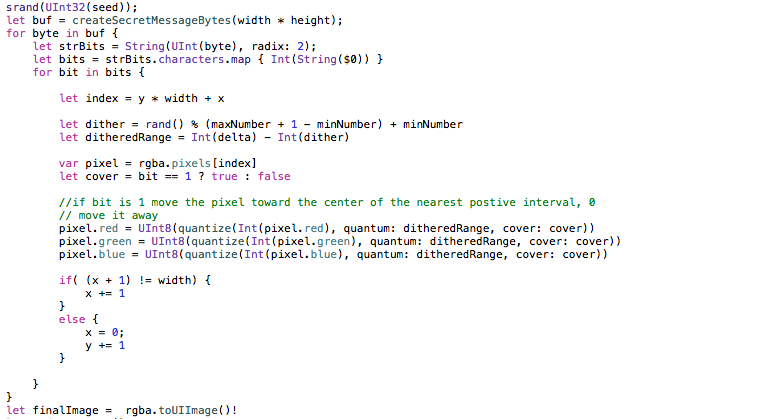 srand(UInt32(seed));
let buf = createSecretMessageBytes(width * height);
for byte in buf {
let strBits = String(UInt(byte), radix: 2);
let bits = strBits.characters.map { Int(String($0)) }
for bit in bits {
let index = y * width + x
let dither = rand() % (maxNumber + 1 - minNumber) + minNumber
let ditheredRange = Int(delta) - Int(dither)
var pixel = rgba.pixels[index]
let cover = bit == 1 ? true : false
//if bit is 1 move the pixel toward the center of the nearest postive interval, 0
// move it away
pixel.red = UInt8(quantize(Int(pixel.red), quantum: ditheredRange, cover: cover))
pixel.green = UInt8(quantize(Int(pixel.green), quantum: ditheredRange, cover: cover))
pixel.blue = UInt8(quantize(Int(pixel.blue), quantum: ditheredRange, cover: cover))
if( (x + 1) != width) {
x += 1
}
else {
x = 0;
y += 1
}
}
}
let finalImage = rgba.toUIImage()!